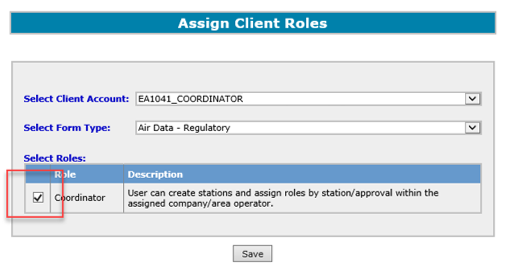 Assign Client Roles
Select Client Account: EA1041_COORDINATOR
Select Form Type: Air Data - Regulatory
Select Roles:
Role Description
Coordinator User can create stations and assign roles by station/approval within the
assigned company/area operator.
Save